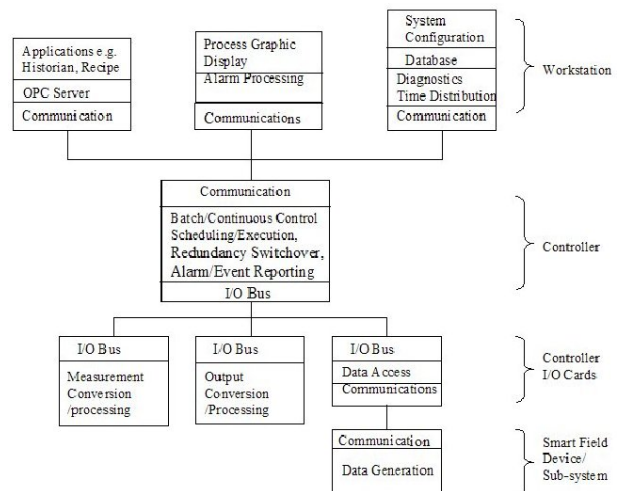 Applications e.g.
Historian, Recipe
OPC Server
Communication
Process Graphic
Display
Alarm Processing
Communications
System
Configuration
Database
Diagnostics
Time Distribution
Communication
Workstation
Communication
Batch/Continuous Control
Scheduling/Execution,
Redundancy Switchover,
Alarm/Event Reporting
I/O Bus
Controller
I/O Bus
Measurement
Conversion
/processing
I/O Bus
Output
Conversion
/Processing
I/O Bus
Data Access
Communications
Controller
I/O Cards
Communication
Data Generation
Smart Field
Device/
Sub-system